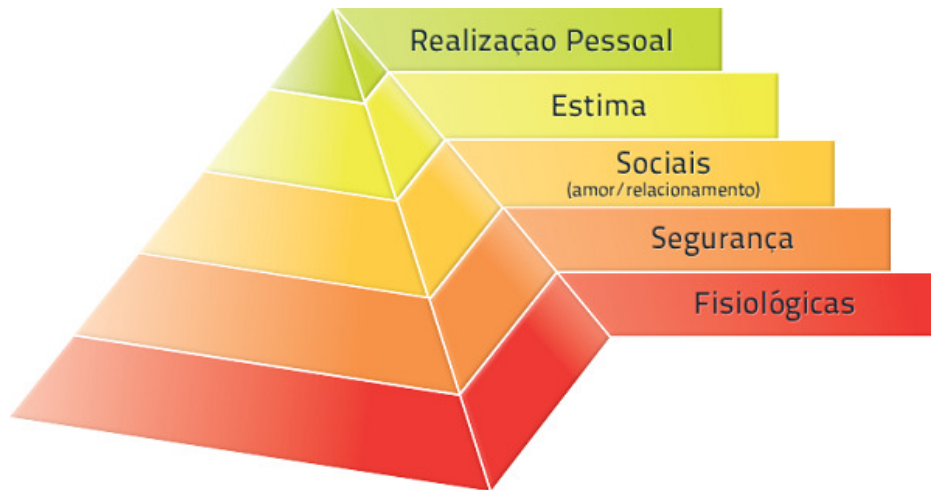 Realização Pessoal
Estima
Sociais
(amor/relacionamento)
Segurança
Fisiológicas